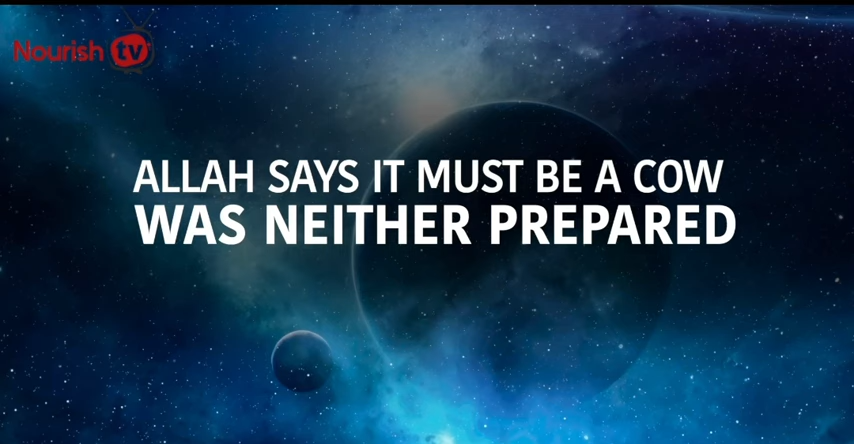 Nourish tv
ALLAH SAYS IT MUST BE A COW
WAS NEITHER PREPARED